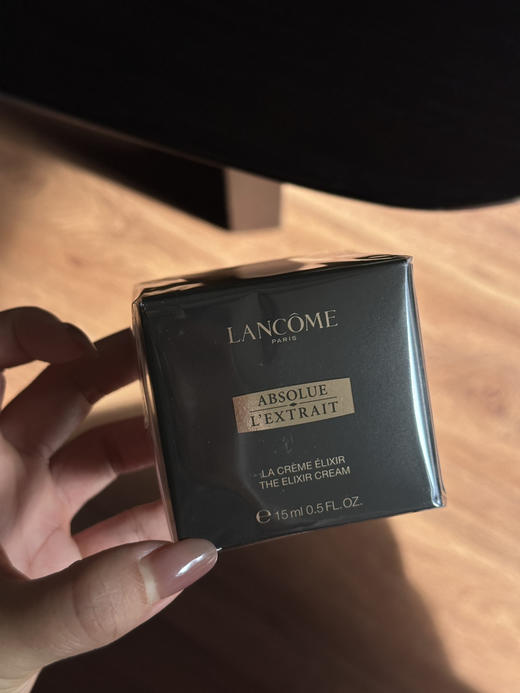 LANCÔME
PARIS
ABSOLUE
L'EXTRAIT
LA CRÈME ÉLIXIR
THE ELIXIR CREAM
℮ 15 ml 0.5 FL.OZ.